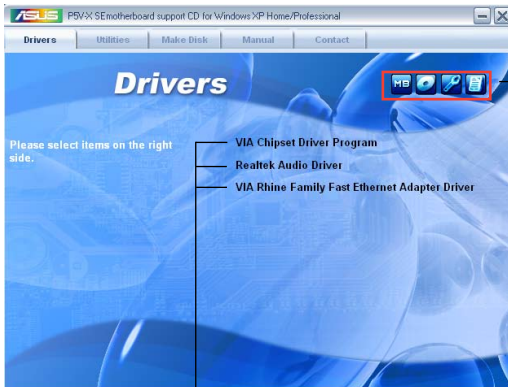 ASUS P5V-X SE motherboard support CD for Windows XP Home/Professional
Drivers Utilities Make Disk Manual Contact
Drivers
MB
Please select items on the right
side.
VIA Chipset Driver Program
Realtek Audio Driver
VIA Rhine Family Fast Ethernet Adapter Driver